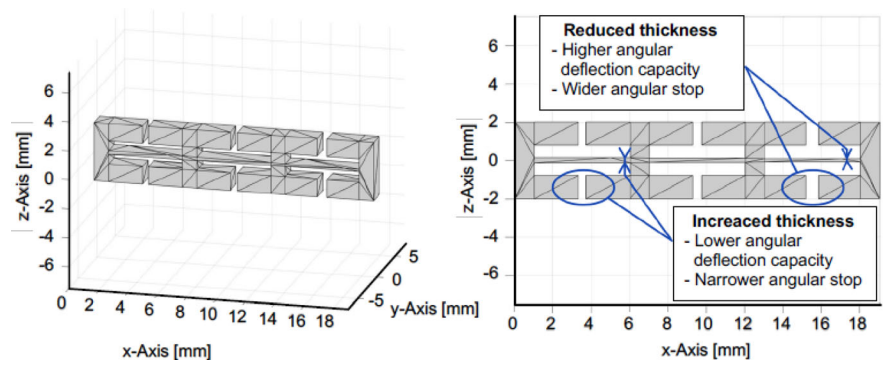 6
4
2
0
-2
-4
-6
z-Axis [mm]
0 2 4 6 8 10 12 14 16 18
x-Axis [mm]
5
0
-5
y-Axis [mm]
Reduced thickness
- Higher angular
deflection capacity
- Wider angular stop
6
4
2
0
-2
-4
-6
z-Axis [mm]
Increaced thickness
- Lower angular
deflection capacity
- Narrower angular stop
0 2 4 6 8 10 12 14 16 18
x-Axis [mm]